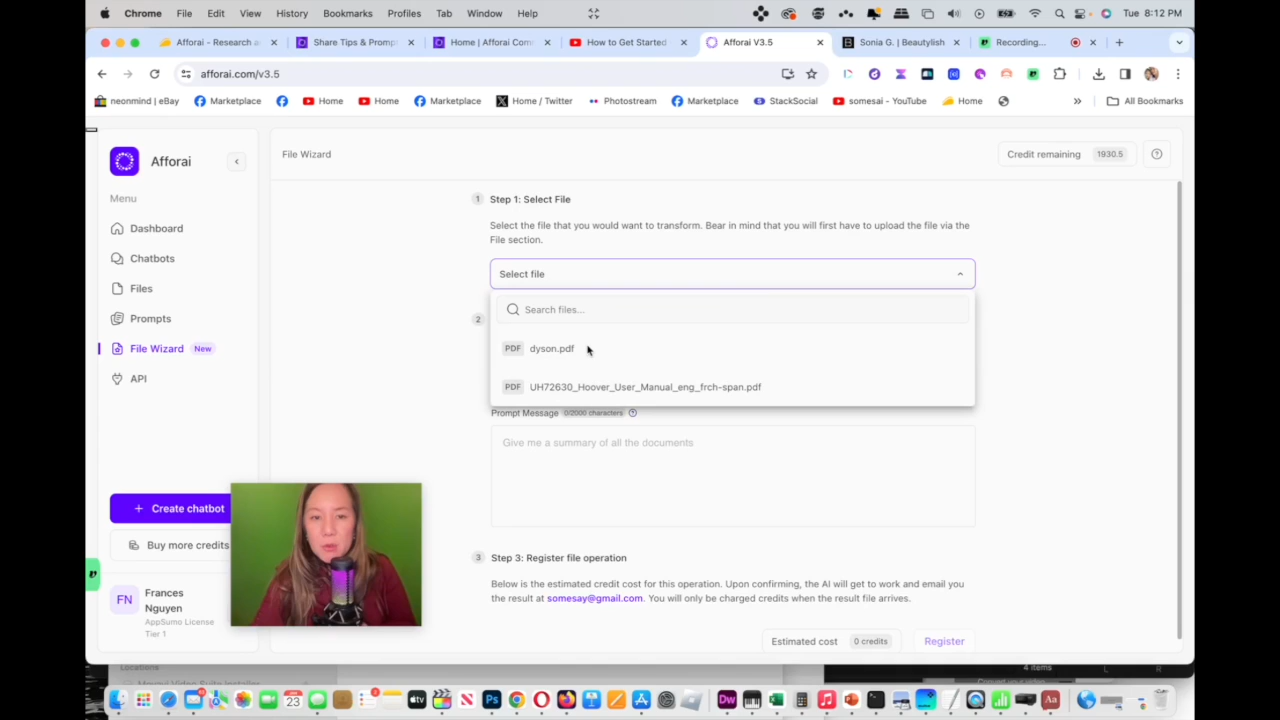 Chrome File Edit View History Bookmarks Profiles Tab Window Help Tue 8:12 PM
Afforai - Research a Share Tips & Promp Home | Afforai Com How to Get Started Afforai V3.5 Sonia G. | Beautylish Recording...
afforai.com/v3.5
neonmind | eBay Marketplace Home Home Marketplace Home / Twitter Photostream Marketplace StackSocial somesai - YouTube Home » All Bookmarks
Afforai
File Wizard
Credit remaining 1930.5
Menu
Dashboard
Chatbots
Files
Prompts
File Wizard New
API
+ Create chatbot
Buy more credits
FN
Frances
Nguyen
AppSumo License
Tier 1
1 Step 1: Select File
Select the file that you would want to transform. Bear in mind that you will first have to upload the file via the
File section.
Select file
2
Search files...
PDF dyson.pdf
PDF UH72630_Hoover_User_Manual_eng_frch-span.pdf
Prompt Message 0/2000 characters
Give me a summary of all the documents
3 Step 3: Register file operation
Below is the estimated credit cost for this operation. Upon confirming, the AI will get to work and email you
the result at somesay@gmail.com. You will only be charged credits when the result file arrives.
Estimated cost 0 credits Register
Locations
4 items
L R